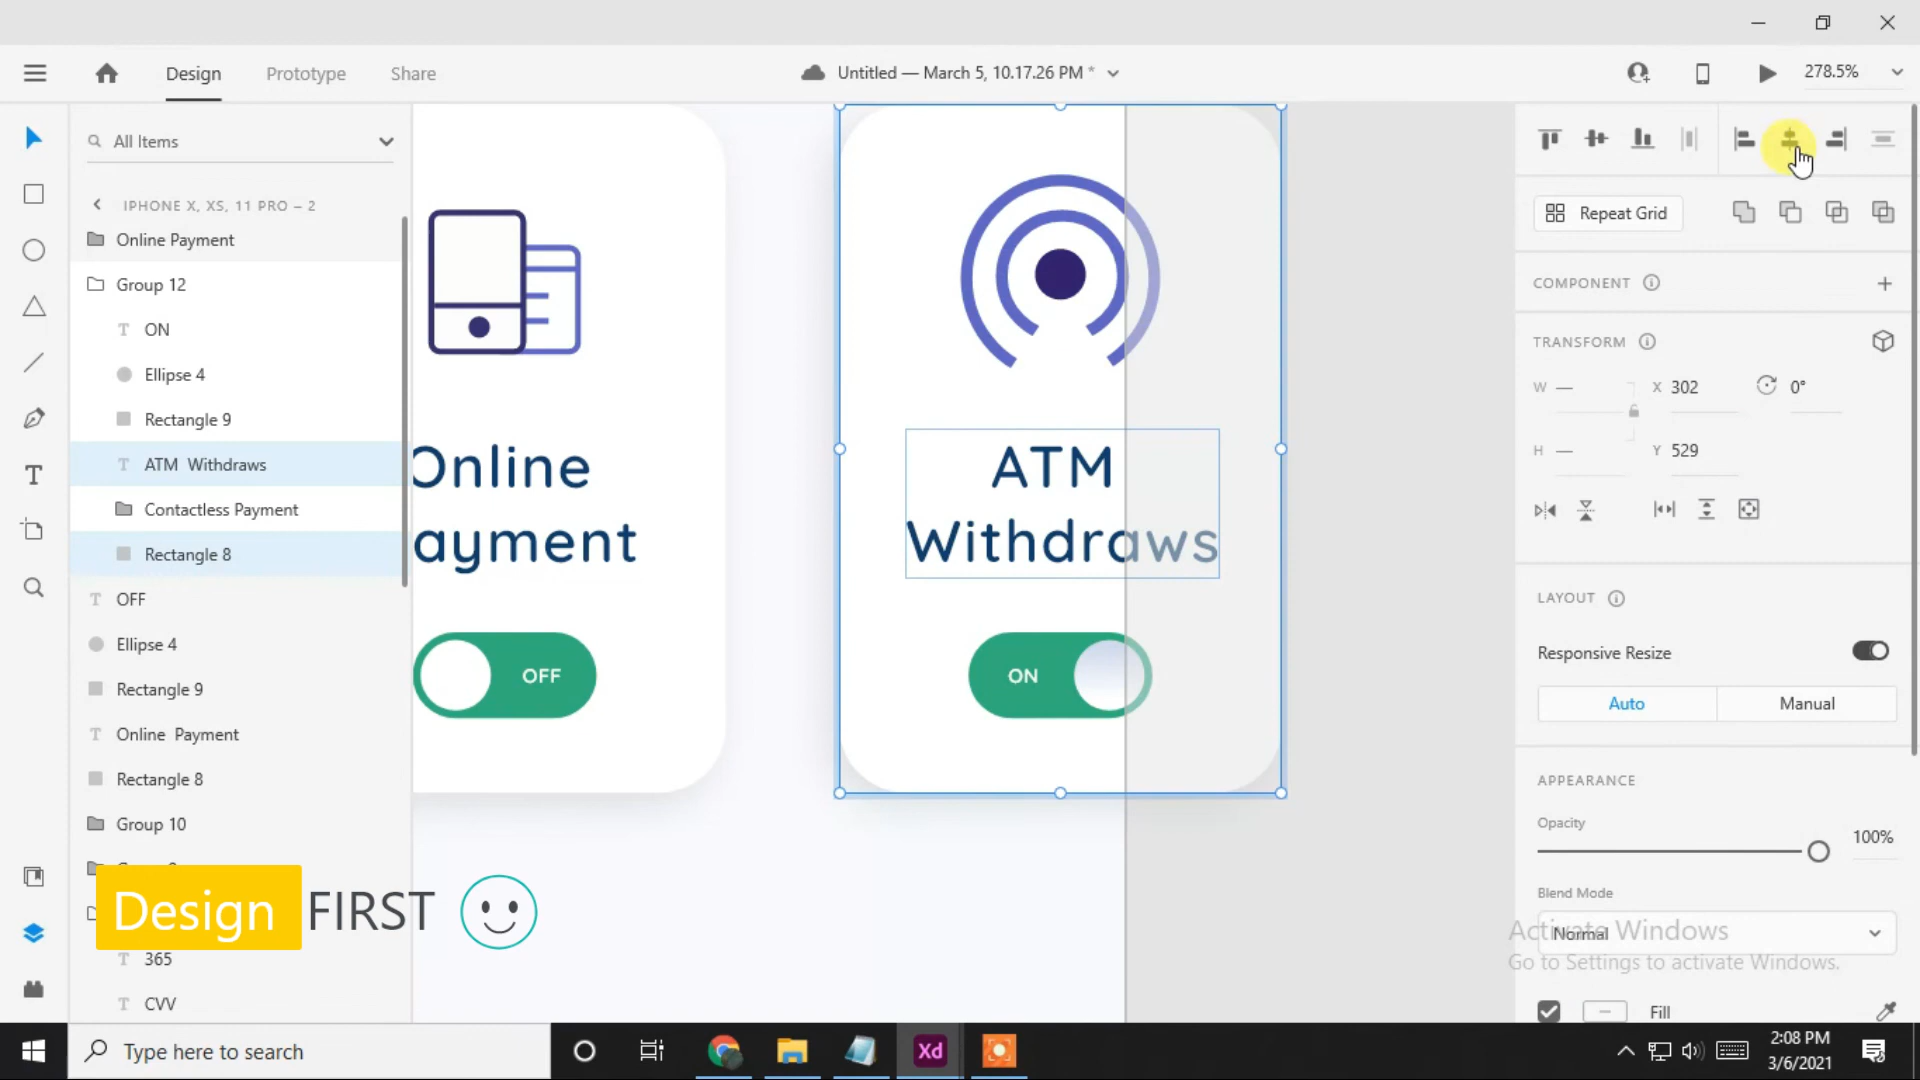 Design
Prototype
Share
Untitled — March 5, 10.17.26 PM *
278.5%
All Items
IPHONE X, XS, 11 PRO – 2
Online Payment
Group 12
ON
Ellipse 4
Rectangle 9
ATM Withdraws
Contactless Payment
Rectangle 8
OFF
Ellipse 4
Rectangle 9
Online Payment
Rectangle 8
Group 10
365
CVV
Online
ayment
OFF
ATM
Withdraws
ON
Repeat Grid
COMPONENT
TRANSFORM
W —
X 302
0°
H —
Y 529
LAYOUT
Responsive Resize
Auto
Manual
APPEARANCE
Opacity
100%
Blend Mode
Normal
Activate Windows
Go to Settings to activate Windows.
Fill
Design FIRST
Type here to search
Xd
2:08 PM
3/6/2021